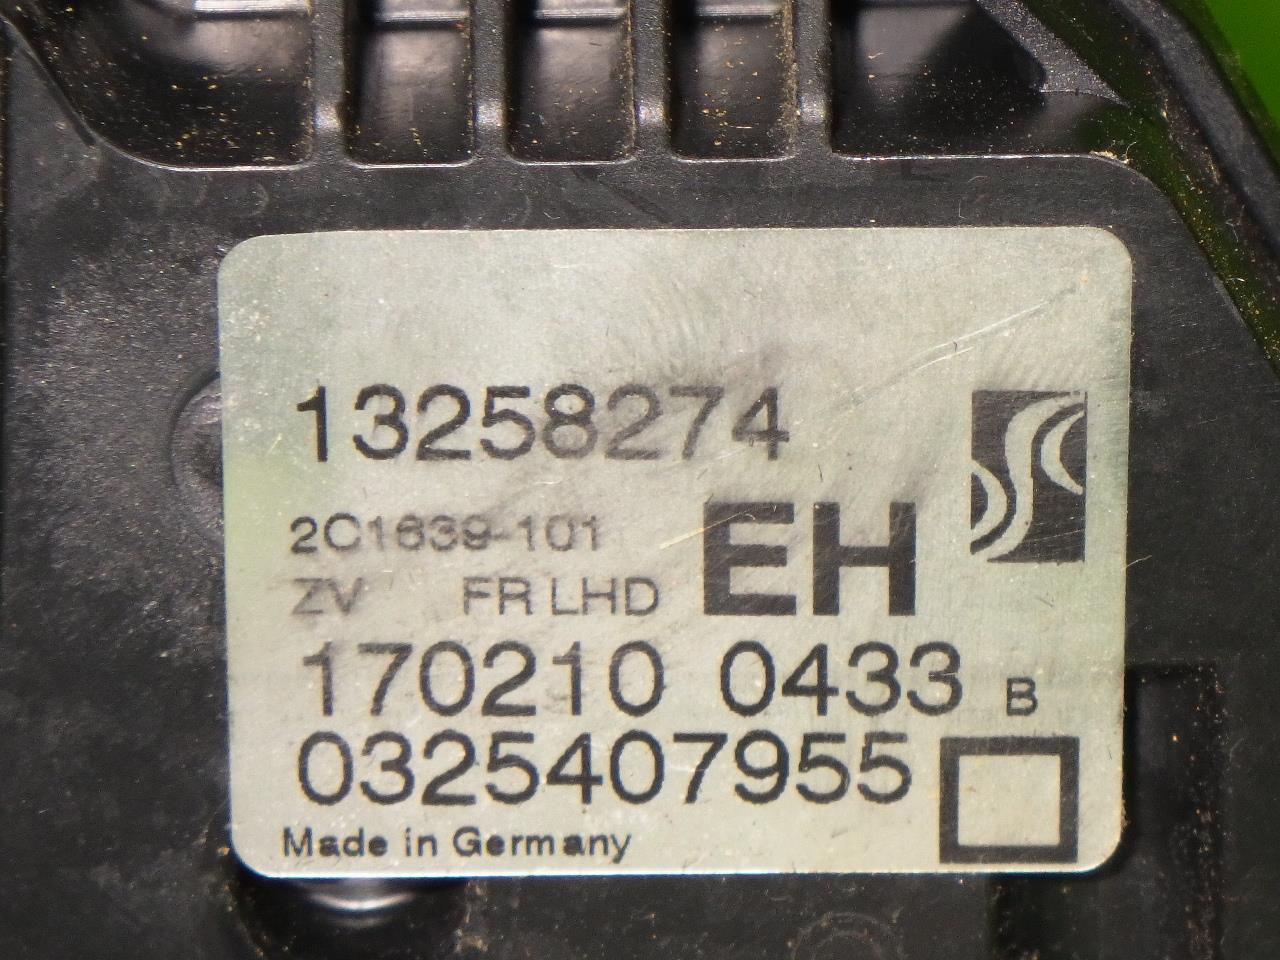 13258274
2C1639-101
EH
ZV FR LHD
170210 0433 B
0325407955
Made in Germany